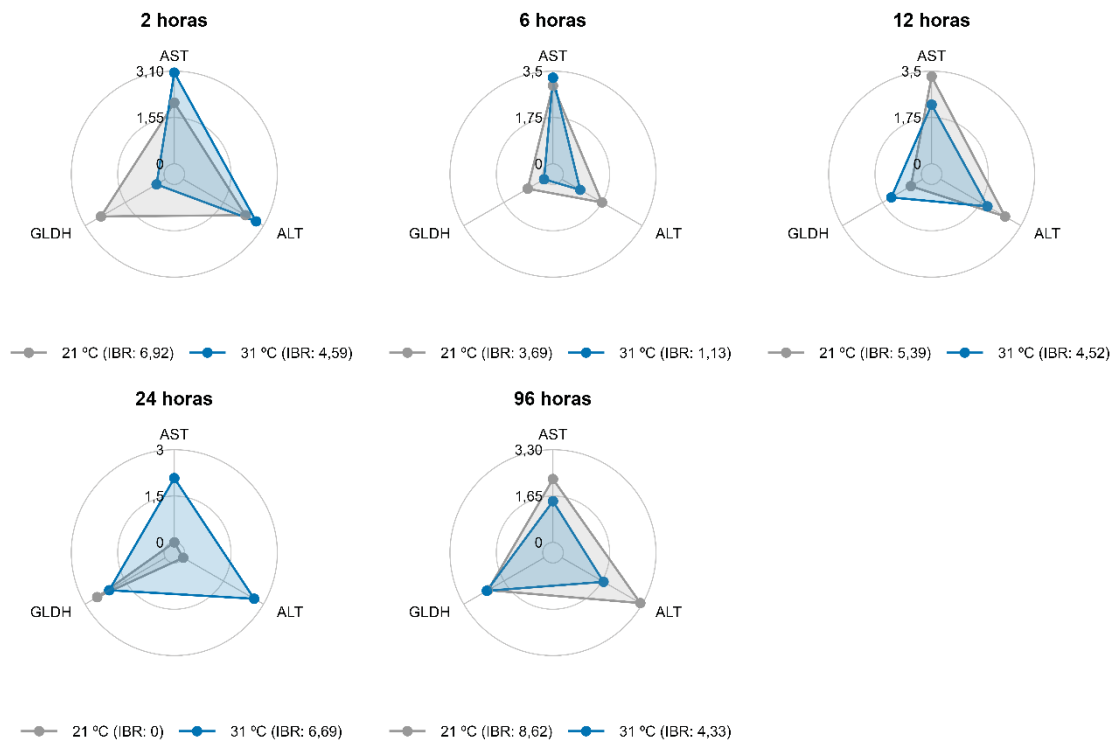 2 horas
AST
3,10
1,55
0
GLDH
ALT
21 ºC (IBR: 6,92) 31 ºC (IBR: 4,59)
6 horas
AST
3,5
1,75
0
GLDH
ALT
21 ºC (IBR: 3,69) 31 ºC (IBR: 1,13)
12 horas
AST
3,5
1,75
0
GLDH
ALT
21 ºC (IBR: 5,39) 31 ºC (IBR: 4,52)
24 horas
AST
3
1,5
0
GLDH
ALT
21 ºC (IBR: 0) 31 ºC (IBR: 6,69)
96 horas
AST
3,30
1,65
0
GLDH
ALT
21 ºC (IBR: 8,62) 31 ºC (IBR: 4,33)